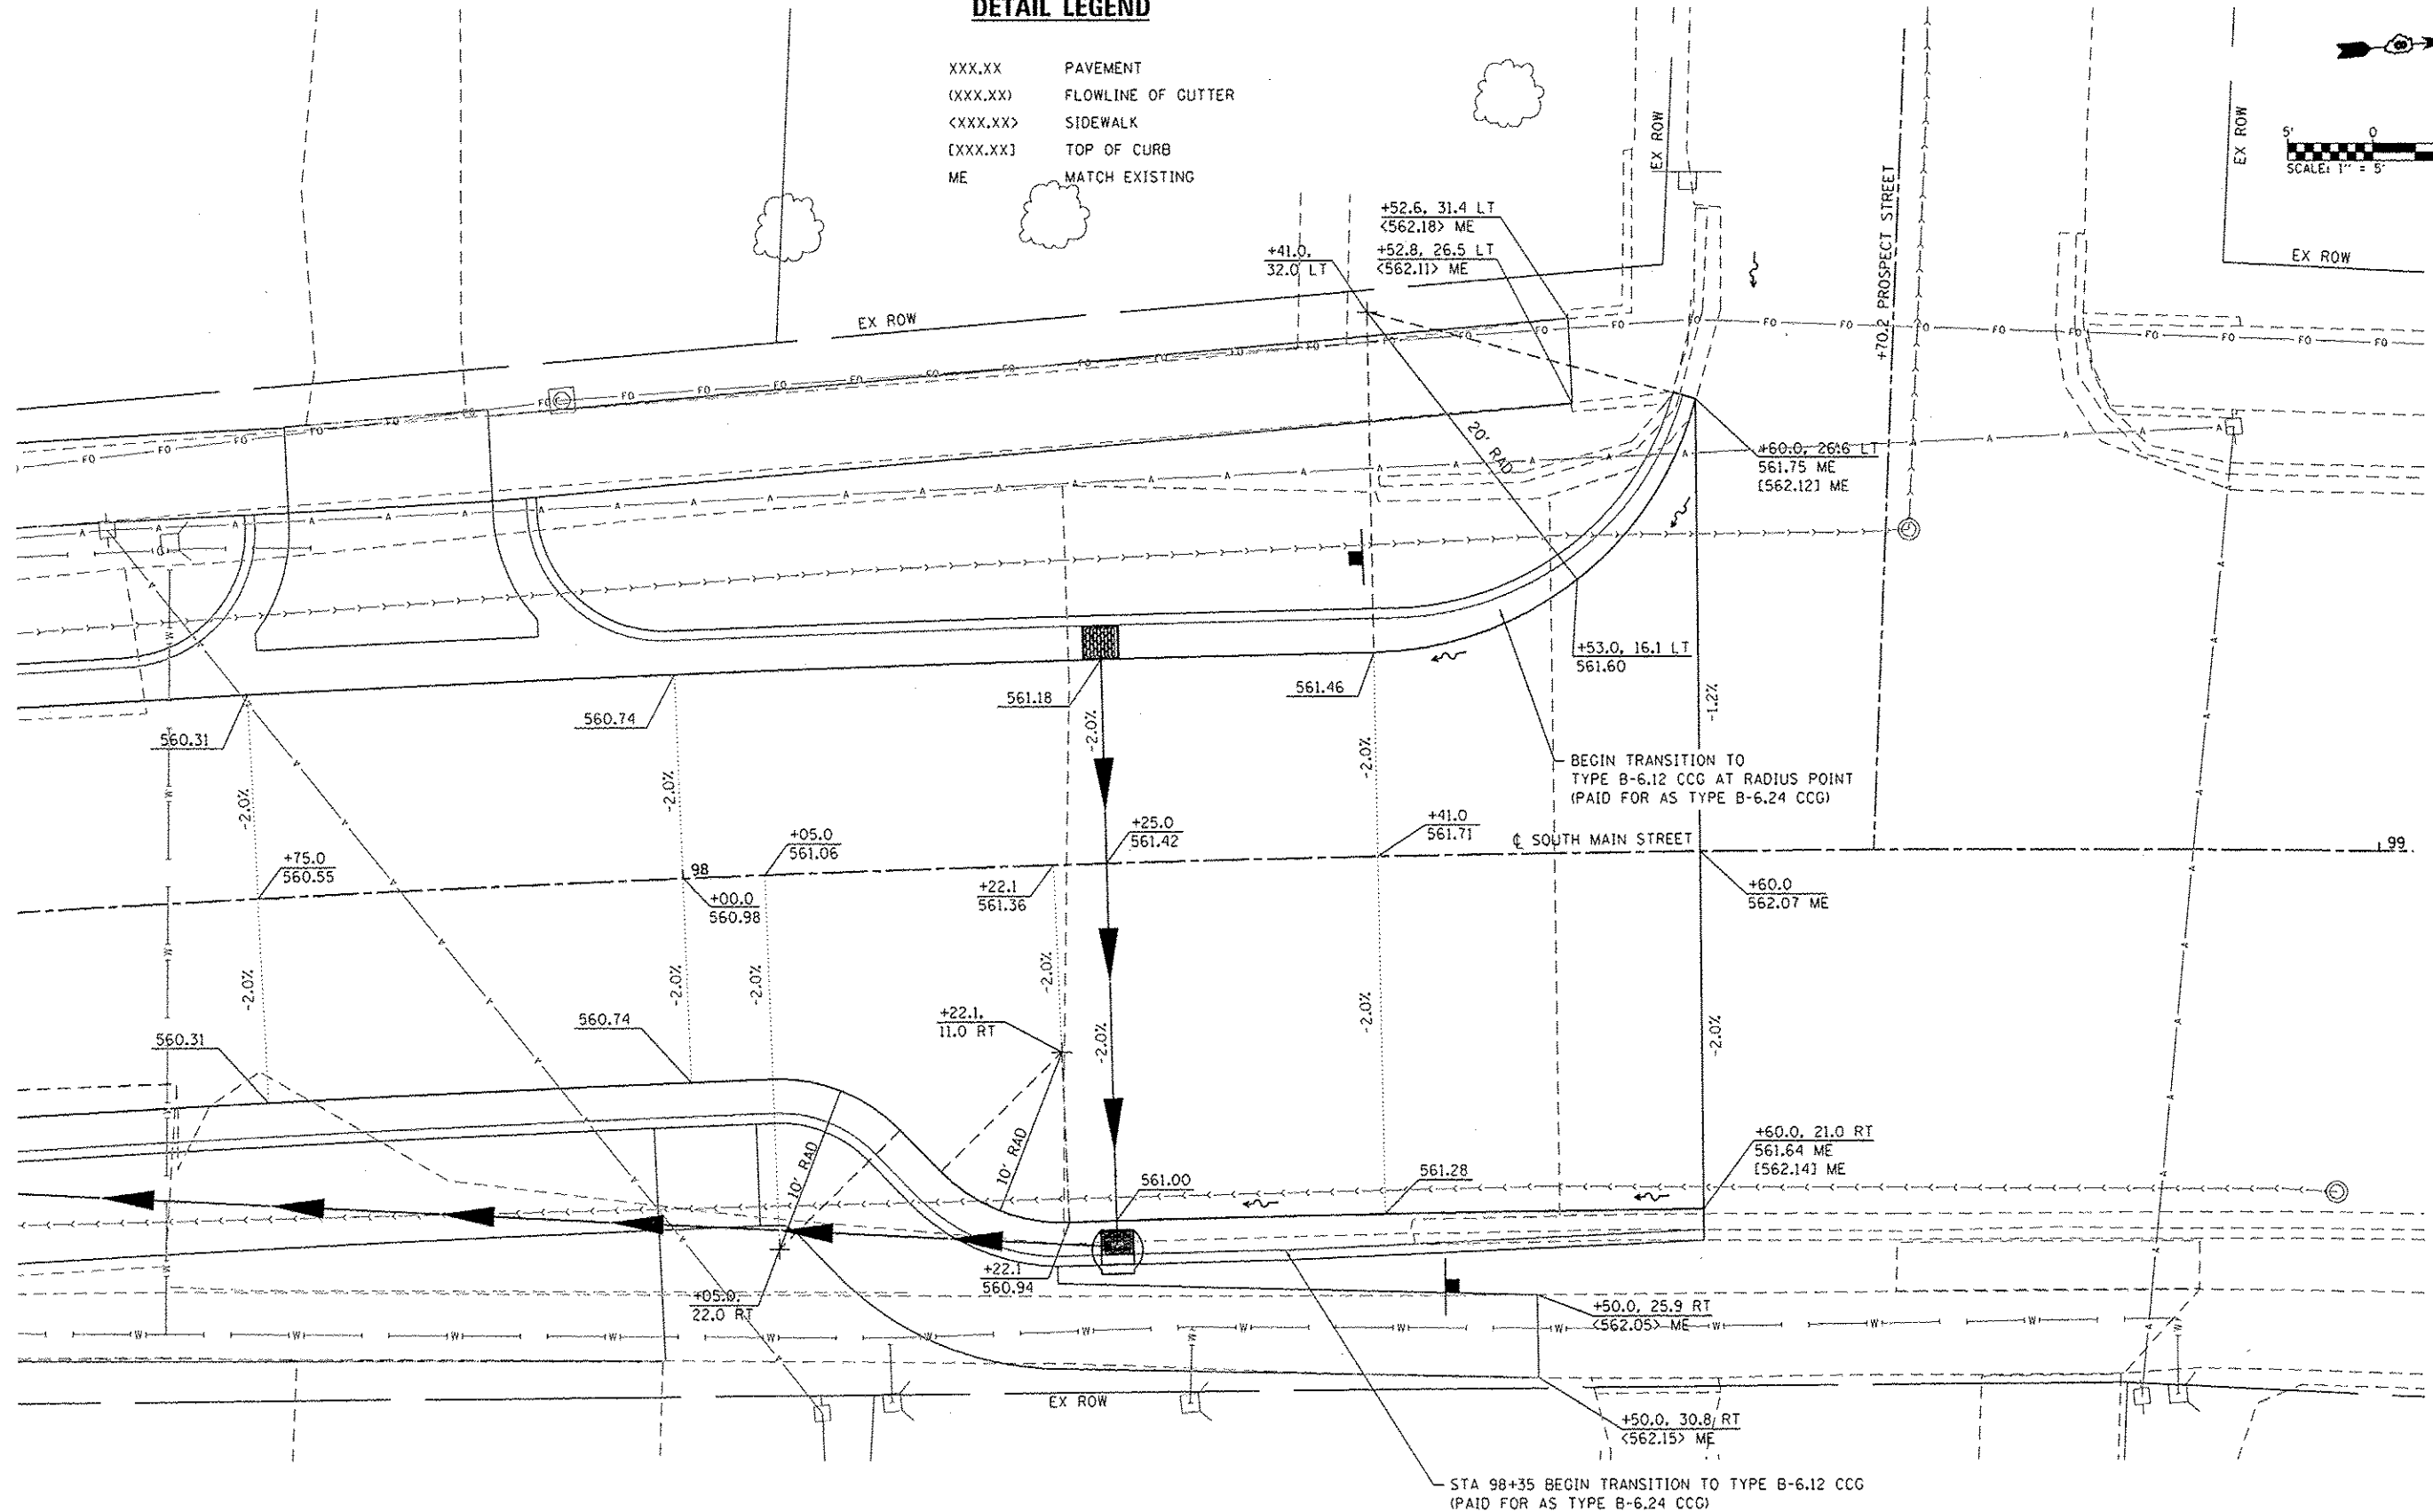 DETAIL LEGEND
XXX.XX PAVEMENT
(XXX.XX) FLOWLINE OF GUTTER
<XXX.XX> SIDEWALK
[XXX.XX] TOP OF CURB
ME MATCH EXISTING
EX ROW
EX ROW
EX ROW
EX ROW
5' 0
SCALE: 1" = 5'
+70.2 PROSPECT STREET
+52.6, 31.4 LT
<562.18> ME
+52.8, 26.5 LT
<562.11> ME
+41.0,
32.0 LT
20' RAD
+60.0, 26.6 LT
561.75 ME
[562.12] ME
+53.0, 16.1 LT
561.60
561.46
561.18
560.74
560.31
-1.2%
-2.0%
-2.0%
-2.0%
-2.0%
BEGIN TRANSITION TO
TYPE B-6.12 CCG AT RADIUS POINT
(PAID FOR AS TYPE B-6.24 CCG)
℄ SOUTH MAIN STREET
99
98
+75.0
560.55
+00.0
560.98
+05.0
561.06
+22.1
561.36
+25.0
561.42
+41.0
561.71
+60.0
562.07 ME
-2.0%
-2.0%
-2.0%
-2.0%
-2.0%
-2.0%
-2.0%
560.31
560.74
+22.1,
11.0 RT
10' RAD
10' RAD
561.00
561.28
+60.0, 21.0 RT
561.64 ME
[562.14] ME
+22.1
560.94
+05.0,
22.0 RT
+50.0, 25.9 RT
<562.05> ME
EX ROW
+50.0, 30.8 RT
<562.15> ME
STA 98+35 BEGIN TRANSITION TO TYPE B-6.12 CCG
(PAID FOR AS TYPE B-6.24 CCG)